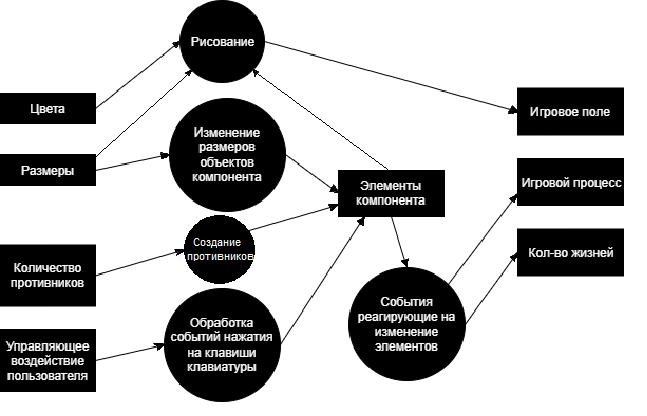 Рисование
Цвета
Игровое поле
Изменение
размеров
объектов
компонента
Размеры
Элементы
компонента
Игровой процесс
Создание
противников
Кол-во жизней
Количество
противников
События
реагирующие на
изменение
элементов
Обработка
событий нажатия
на клавиши
клавиатуры
Управляющее
воздействие
пользователя